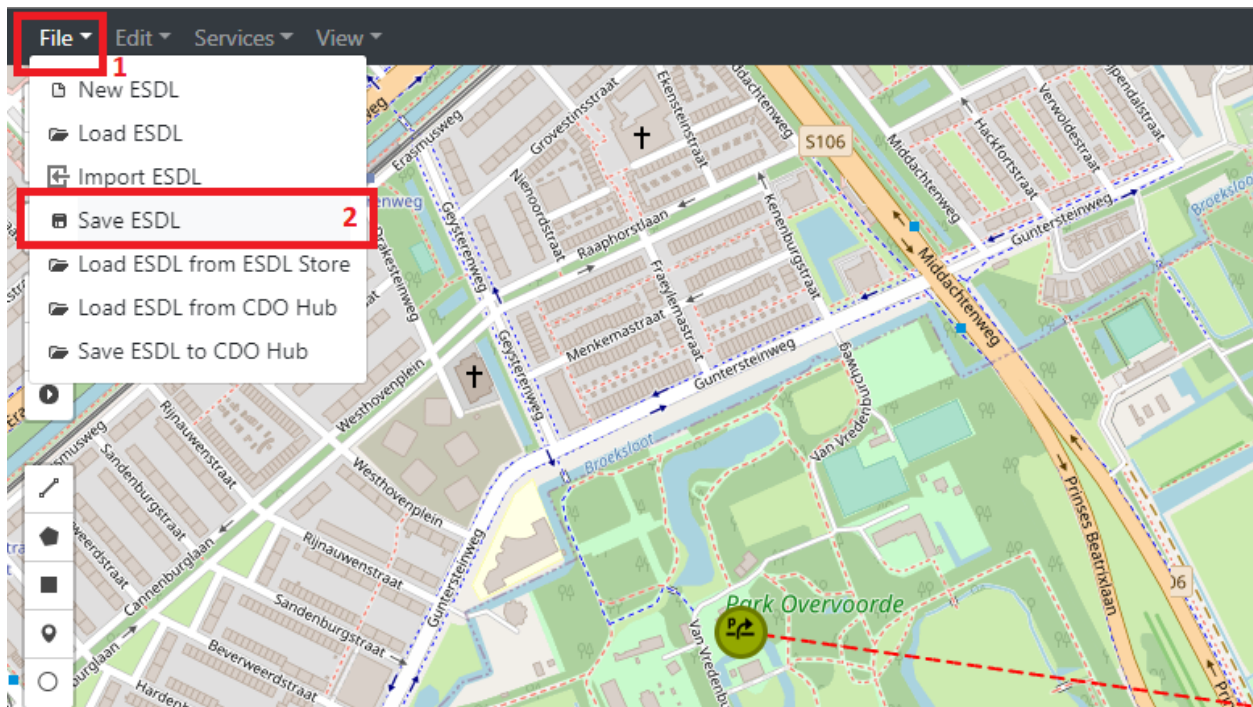 File Edit Services View
1
New ESDL
Load ESDL
Import ESDL
Save ESDL 2
Load ESDL from ESDL Store
Load ESDL from CDO Hub
Save ESDL to CDO Hub
Erasmusweg
Grovestinsstraat
Ekensteinstraat
Middachtenweg
S106
Hackfortstraat
Verwoldestraat
Nienoordstraat
Geysterenweg
Raaphorstlaan
Kenenburgstraat
Guntersteinweg
Broeksloot
Drakesteinweg
Fraeylemastraat
Menkemastraat
Middachtenweg
Geysterenweg
Guntersteinweg
Westhovenplein
Van Vredenburchweg
Rijnauwenstraat
Sandenburgstraat
Broeksloot
Westhovenplein
Prinses Beatrixlaan
Rijnauwenstraat
Cannenburglaan
Guntersteinweg
Sandenburgstraat
Park Overvoorde
P
Beverweerdstraat